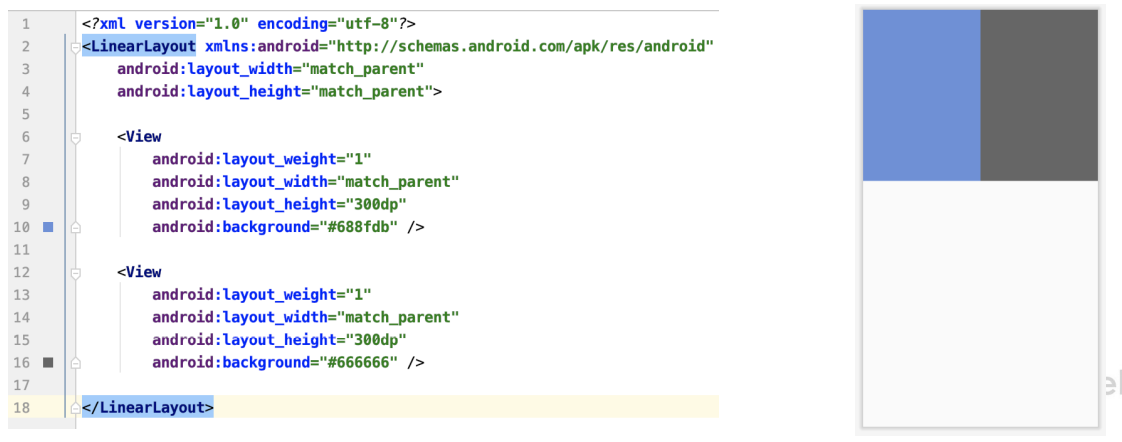 1 <?xml version="1.0" encoding="utf-8"?>
2 <LinearLayout xmlns:android="http://schemas.android.com/apk/res/android"
3 android:layout_width="match_parent"
4 android:layout_height="match_parent">
5
6 <View
7 android:layout_weight="1"
8 android:layout_width="match_parent"
9 android:layout_height="300dp"
10 android:background="#688fdb" />
11
12 <View
13 android:layout_weight="1"
14 android:layout_width="match_parent"
15 android:layout_height="300dp"
16 android:background="#666666" />
17
18 </LinearLayout>